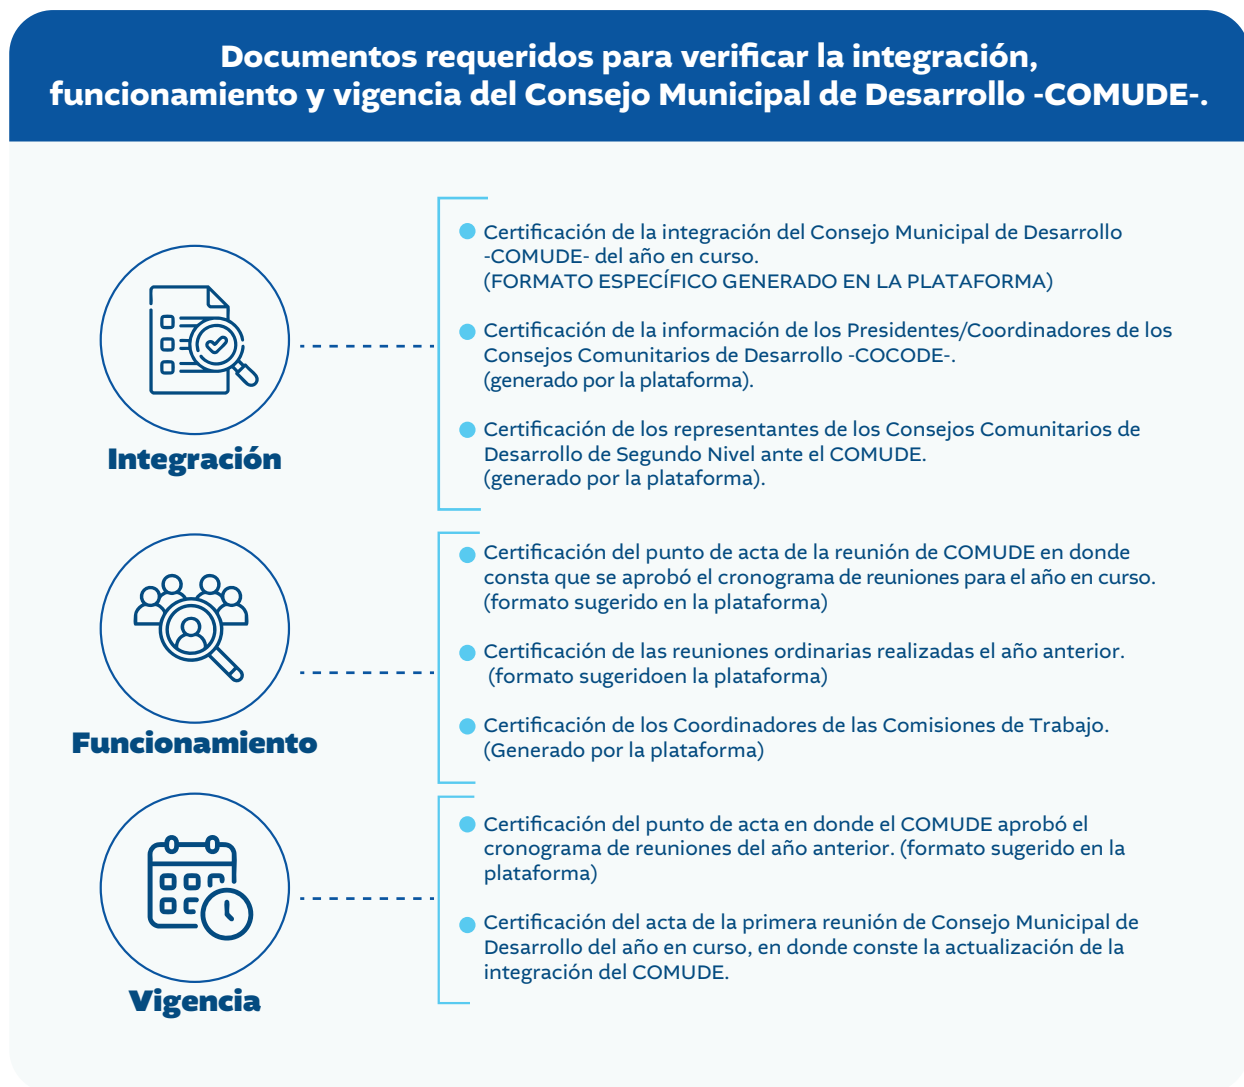 Documentos requeridos para verificar la integración,
funcionamiento y vigencia del Consejo Municipal de Desarrollo -COMUDE-.
Integración
Certificación de la integración del Consejo Municipal de Desarrollo
-COMUDE- del año en curso.
(FORMATO ESPECÍFICO GENERADO EN LA PLATAFORMA)
Certificación de la información de los Presidentes/Coordinadores de los
Consejos Comunitarios de Desarrollo -COCODE-.
(generado por la plataforma).
Certificación de los representantes de los Consejos Comunitarios de
Desarrollo de Segundo Nivel ante el COMUDE.
(generado por la plataforma).
Funcionamiento
Certificación del punto de acta de la reunión de COMUDE en donde
consta que se aprobó el cronograma de reuniones para el año en curso.
(formato sugerido en la plataforma)
Certificación de las reuniones ordinarias realizadas el año anterior.
(formato sugeridoen la plataforma)
Certificación de los Coordinadores de las Comisiones de Trabajo.
(Generado por la plataforma)
Vigencia
Certificación del punto de acta en donde el COMUDE aprobó el
cronograma de reuniones del año anterior. (formato sugerido en la
plataforma)
Certificación del acta de la primera reunión de Consejo Municipal de
Desarrollo del año en curso, en donde conste la actualización de la
integración del COMUDE.